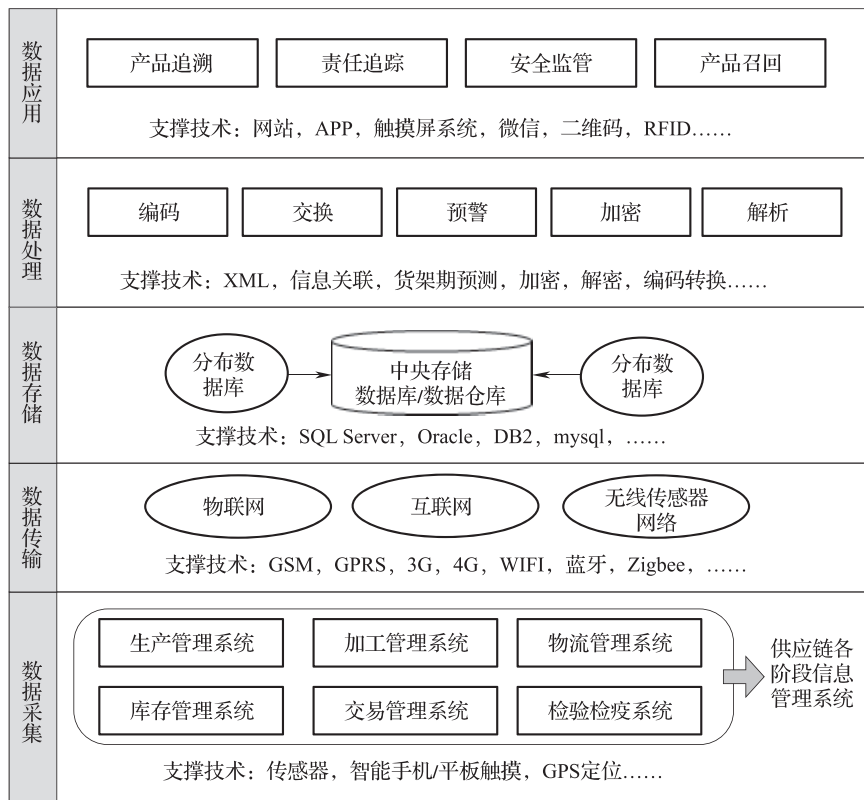 数据应用
产品追溯
责任追踪
安全监管
产品召回
支撑技术：网站，APP，触摸屏系统，微信，二维码，RFID……
数据处理
编码
交换
预警
加密
解析
支撑技术：XML，信息关联，货架期预测，加密，解密，编码转换……
数据存储
分布数
据库
中央存储
数据库/数据仓库
分布数
据库
支撑技术：SQL Server，Oracle，DB2，mysql，……
数据传输
物联网
互联网
无线传感器
网络
支撑技术：GSM，GPRS，3G，4G，WIFI，蓝牙，Zigbee，……
数据采集
生产管理系统
加工管理系统
物流管理系统
库存管理系统
交易管理系统
检验检疫系统
供应链各
阶段信息
管理系统
支撑技术：传感器，智能手机/平板触摸，GPS定位……